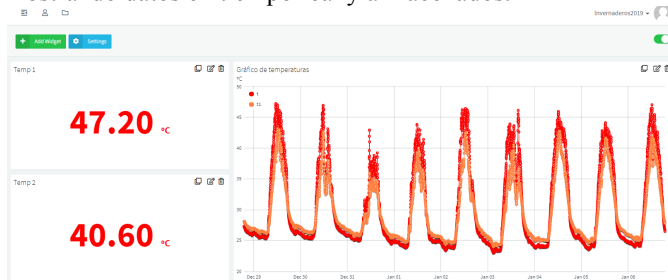 Invernaderos2019
Add Widget
Settings
Temp 1
47.20 °C
Temp 2
40.60 °C
Gráfico de temperaturas
°C
50
45
40
35
30
25
20
t
t1
Dec 29
Dec 30
Dec 31
Jan 01
Jan 02
Jan 03
Jan 04
Jan 05
Jan 06